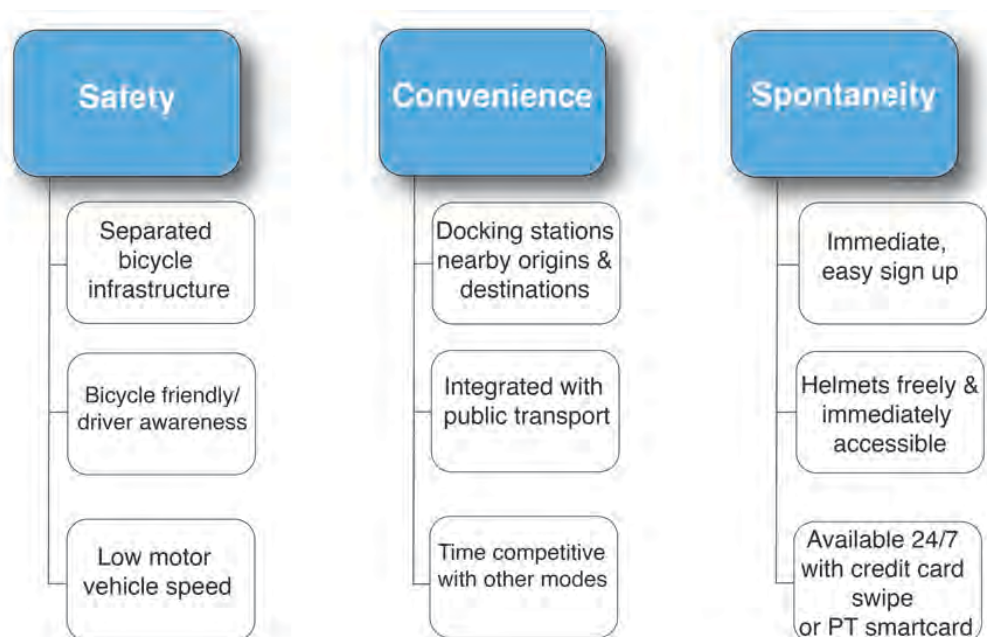 Safety
Separated
bicycle
infrastructure
Bicycle friendly/
driver awareness
Low motor
vehicle speed
Convenience
Docking stations
nearby origins &
destinations
Integrated with
public transport
Time competitive
with other modes
Spontaneity
Immediate,
easy sign up
Helmets freely &
immediately
accessible
Available 24/7
with credit card
swipe
or PT smartcard